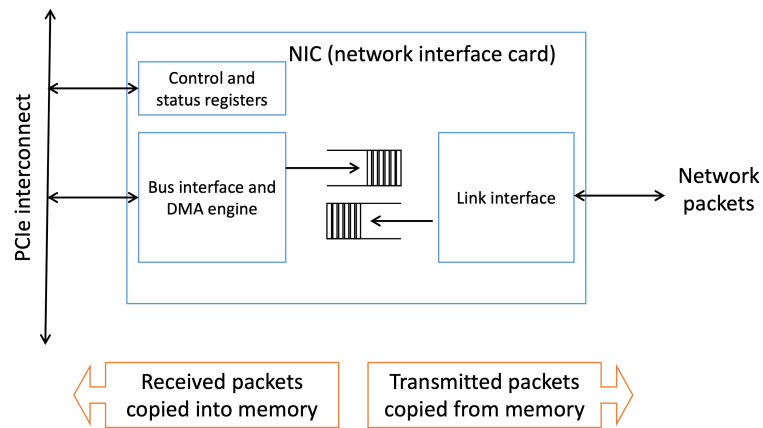 NIC (network interface card)
Control and
status registers
PCIe interconnect
Bus interface and
DMA engine
Link interface
Network
packets
Received packets
copied into memory
Transmitted packets
copied from memory